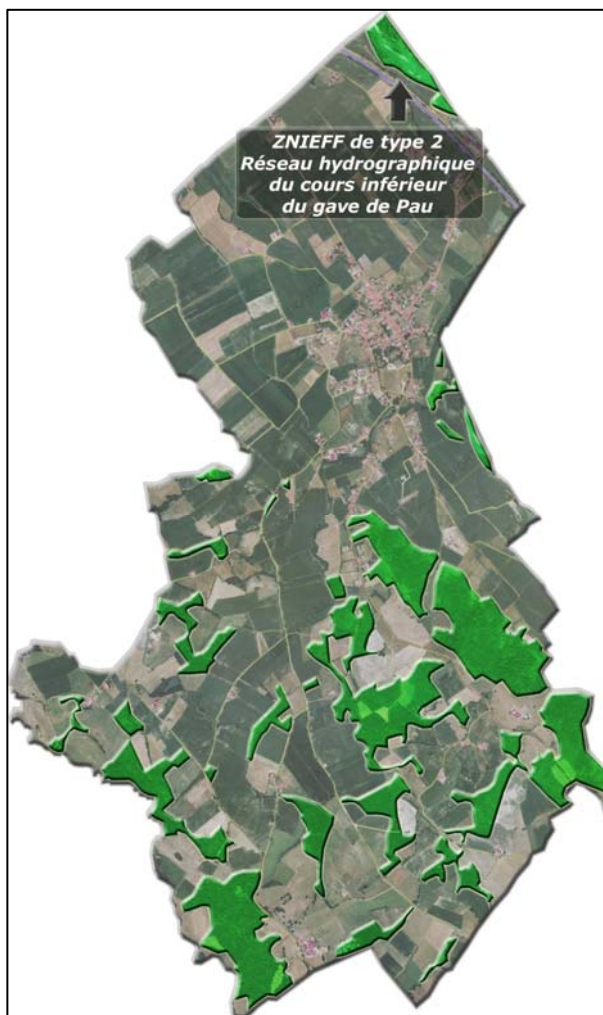 ZNIEFF de type 2
Réseau hydrographique
du cours inférieur
du gave de Pau